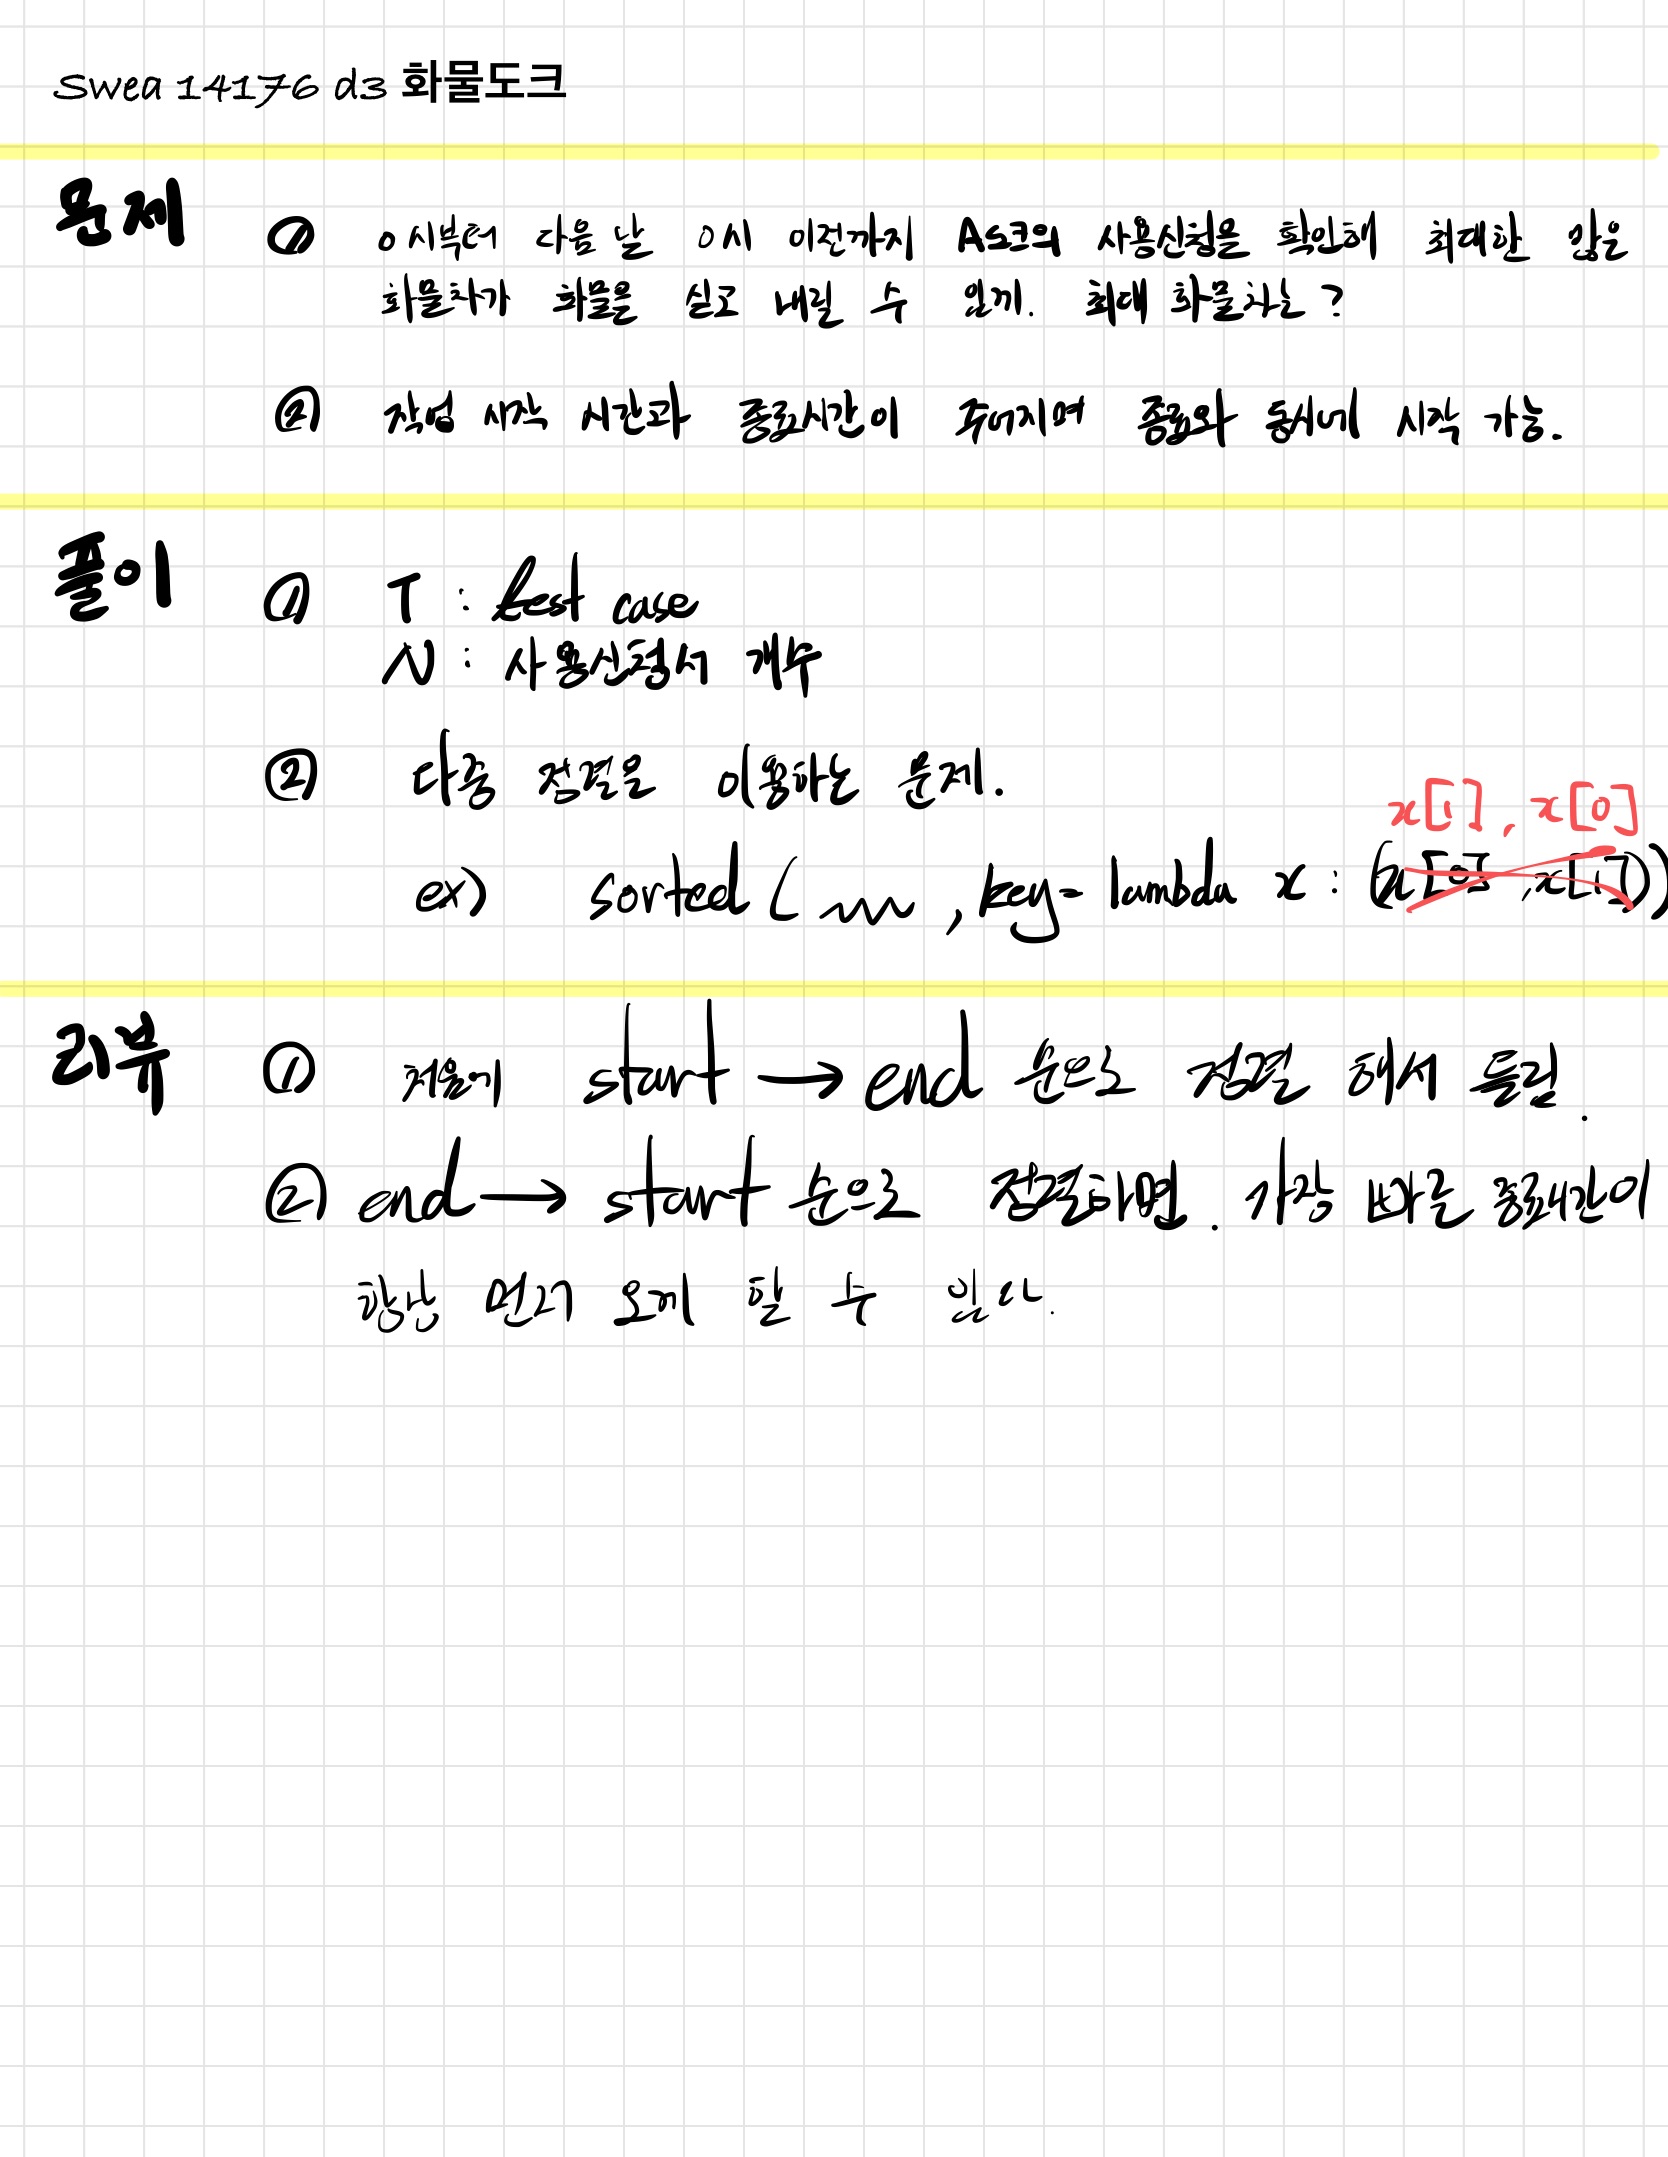 Swea 14176 d3 화물도크
문제
① 0시부터 다음 날 0시 이전까지 A도크의 사용신청을 확인해 최대한 많은
화물차가 화물을 싣고 내릴 수 있게. 최대 화물차는?
② 작업 시작 시간과 종료시간이 주어지며 종료와 동시에 시작 가능.
풀이
① T : test case
N : 사용신청서 개수
② 다중 정렬을 이용하는 문제.
x[1], x[0]
ex) sorted( , key= lambda x : (x[0], x[1]))
리뷰
① 처음에 start → end 순으로 정렬 해서 틀림.
② end → start 순으로 정렬하면. 가장 빠른 종료시간이
항상 먼저 오게 할 수 있다.